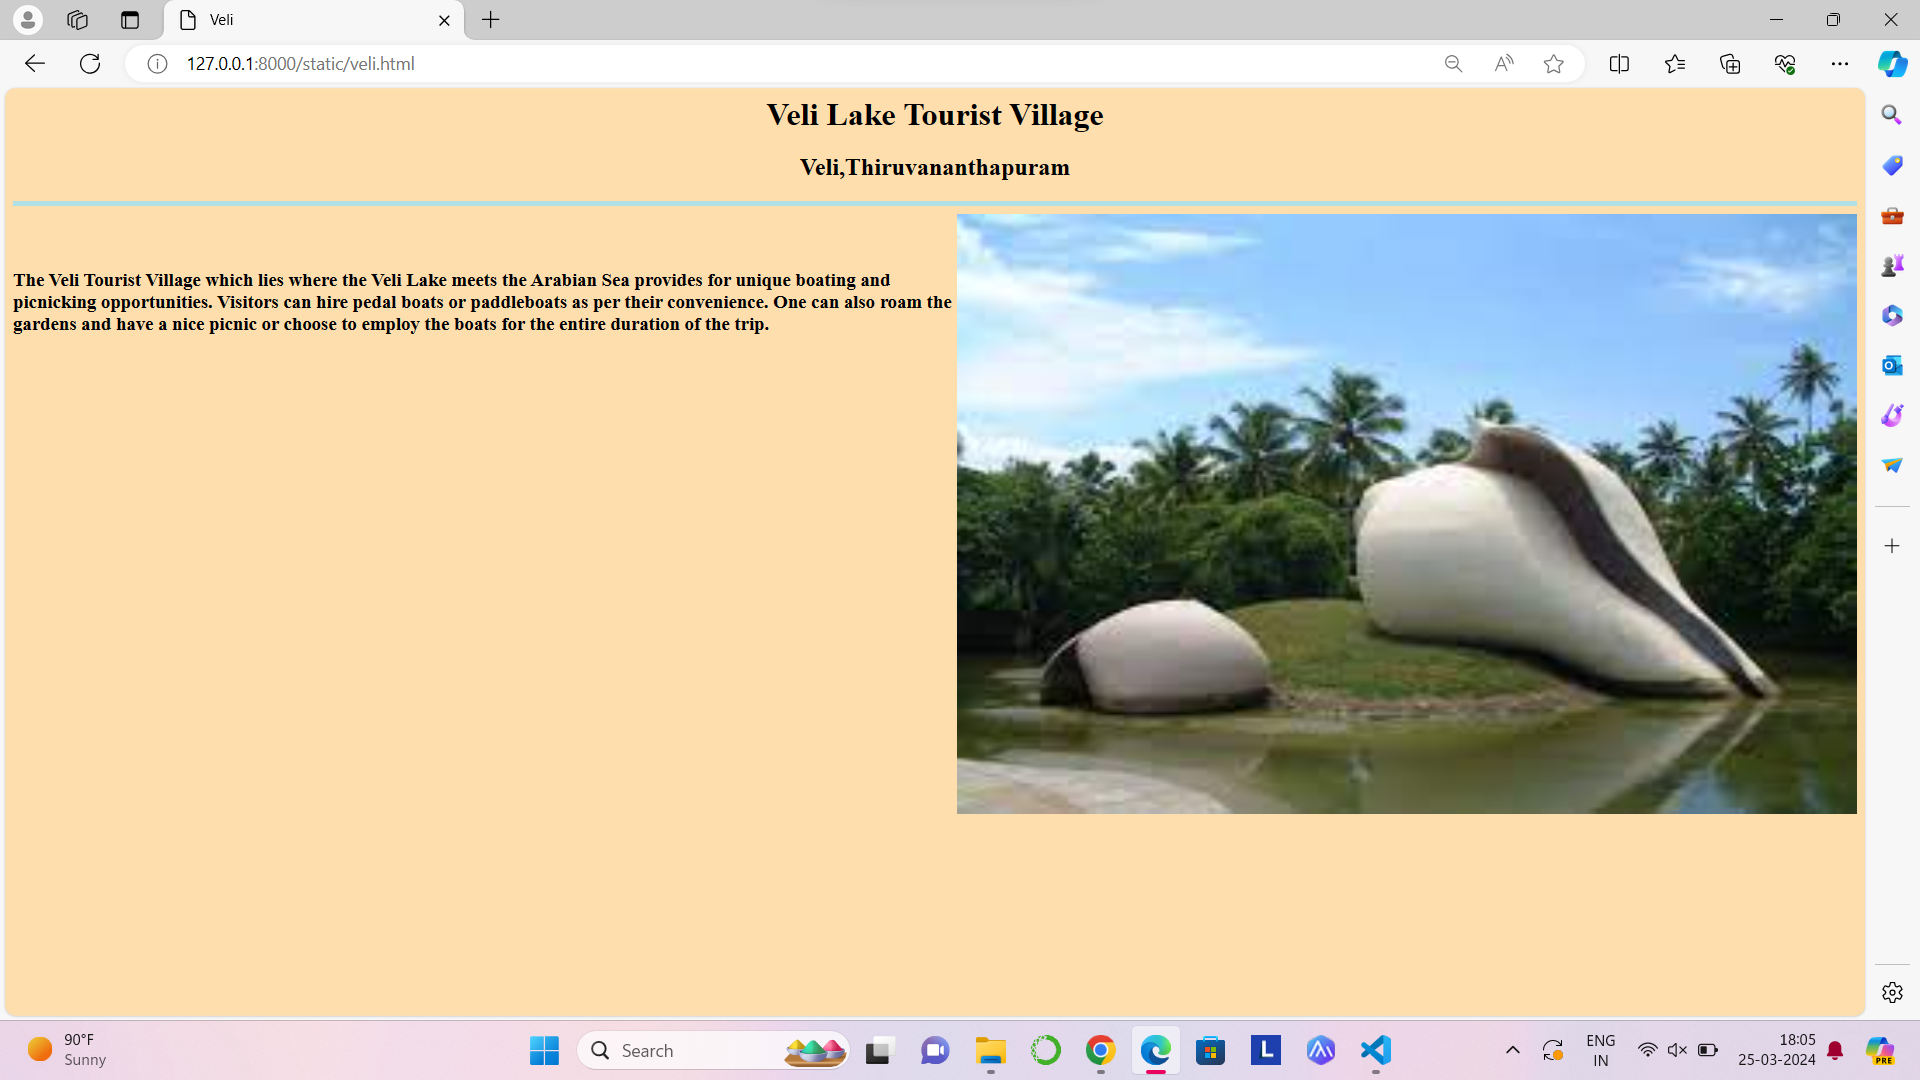 Veli
127.0.0.1:8000/static/veli.html
Veli Lake Tourist Village
Veli,Thiruvananthapuram
The Veli Tourist Village which lies where the Veli Lake meets the Arabian Sea provides for unique boating and
picnicking opportunities. Visitors can hire pedal boats or paddleboats as per their convenience. One can also roam the
gardens and have a nice picnic or choose to employ the boats for the entire duration of the trip.
90°F
Sunny
Search
L
ENG
IN
18:05
25-03-2024
PRE